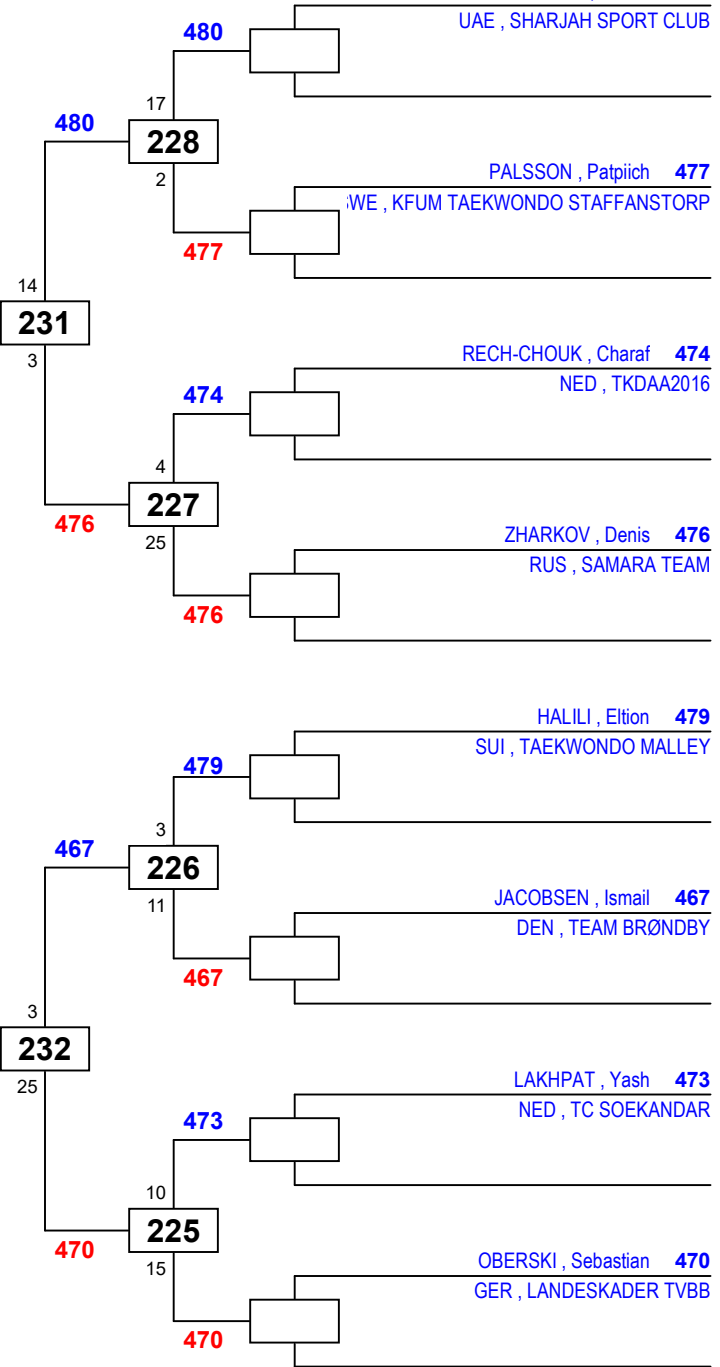 480
UAE , SHARJAH SPORT CLUB
17
480
228
2
PALSSON , Patpiich 477
WE , KFUM TAEKWONDO STAFFANSTORP
477
14
231
3
RECH-CHOUK , Charaf 474
NED , TKDAA2016
474
4
227
476
25
ZHARKOV , Denis 476
RUS , SAMARA TEAM
476
HALILI , Eltion 479
SUI , TAEKWONDO MALLEY
479
3
467
226
11
JACOBSEN , Ismail 467
DEN , TEAM BRØNDBY
467
3
232
25
LAKHPAT , Yash 473
NED , TC SOEKANDAR
473
10
225
470
15
OBERSKI , Sebastian 470
GER , LANDESKADER TVBB
470